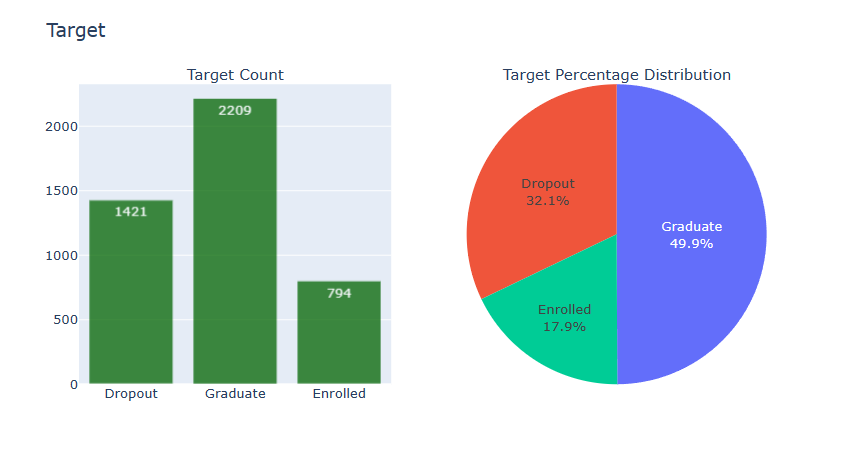 Target
Target Count
2209
1421
794
2000
1500
1000
500
0
Dropout
Graduate
Enrolled
Target Percentage Distribution
Dropout
32.1%
Graduate
49.9%
Enrolled
17.9%